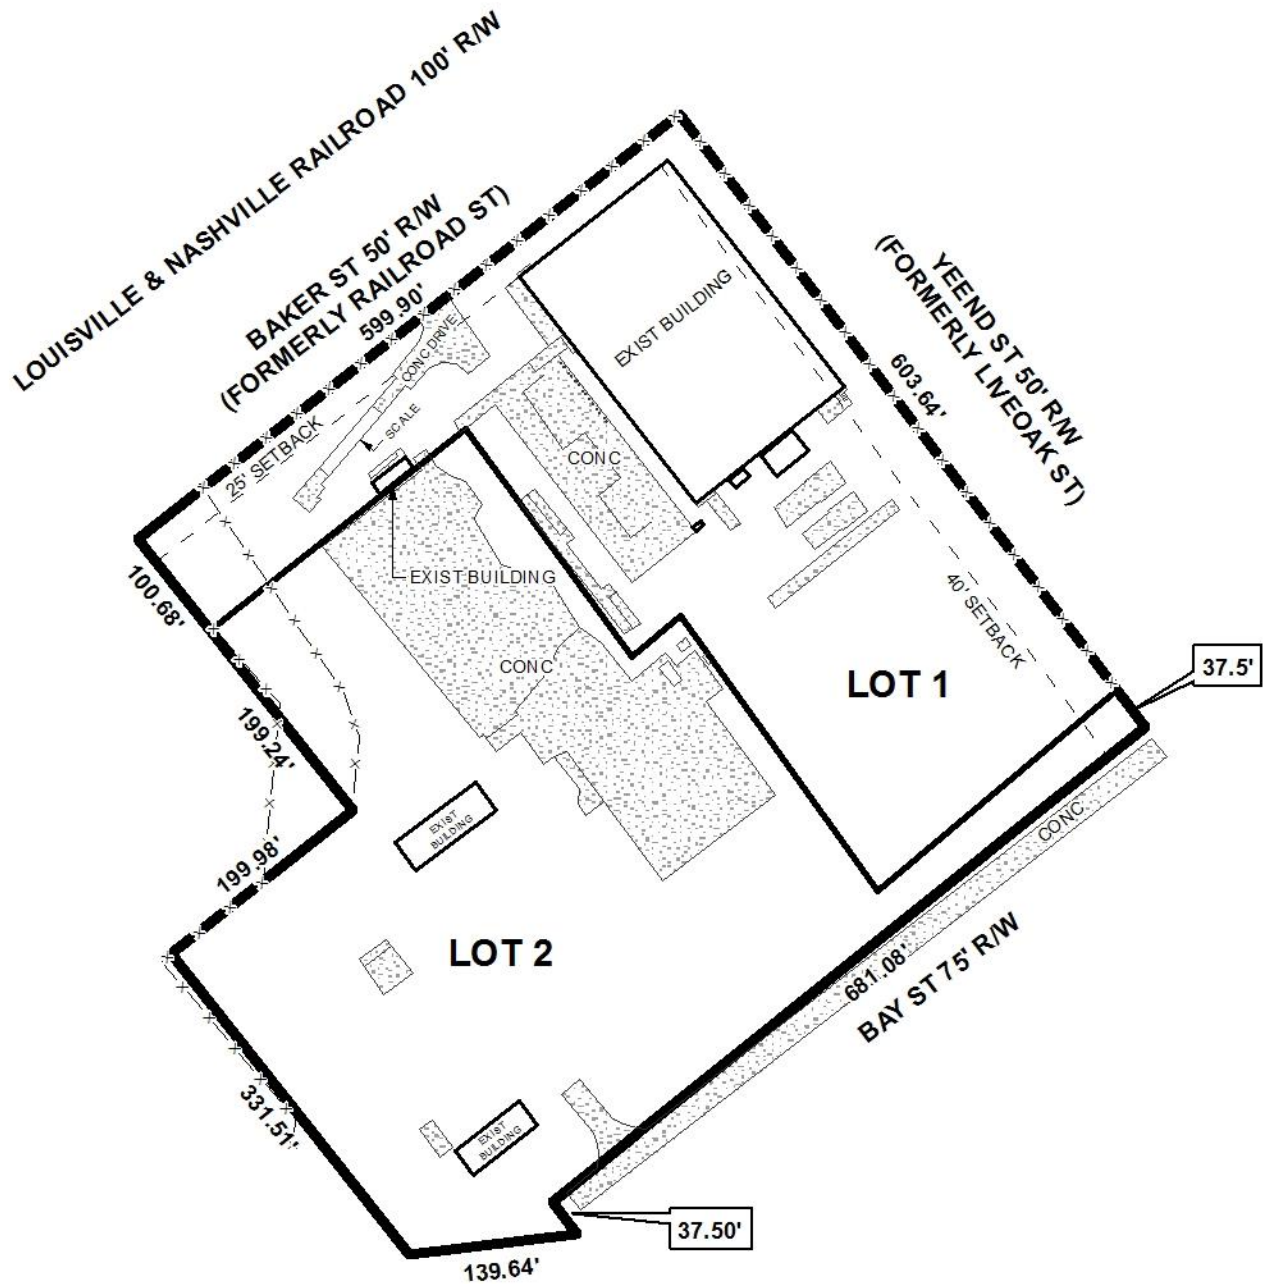 LOUISVILLE & NASHVILLE RAILROAD 100' R/W
BAKER ST 50' R/W
(FORMERLY RAILROAD ST)
599.90'
YEEND ST 50' R/W
(FORMERLY LIVEOAK ST)
603.64'
EXIST BUILDING
CONC DRIVE
SCALE
25' SETBACK
CONC
EXIST BUILDING
100.68'
40' SETBACK
CONC
LOT 1
37.5'
199.24'
CONC
EXIST
BUILDING
199.98'
LOT 2
681.08'
BAY ST 75' R/W
331.51'
EXIST
BUILDING
37.50'
139.64'